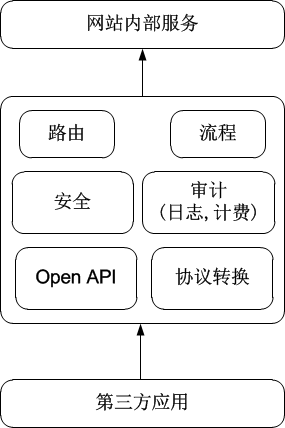 网站内部服务
路由
流程
安全
审计
(日志,计费)
Open API
协议转换
第三方应用